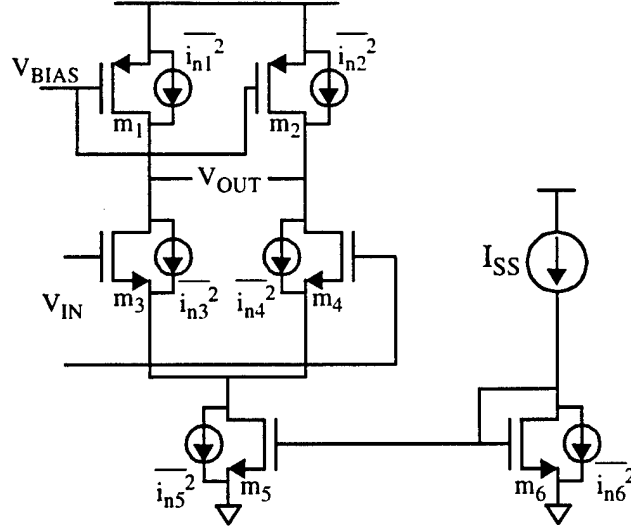 i_n1^2
i_n2^2
V_BIAS
m_1
m_2
V_OUT
I_SS
V_IN
m_3
i_n3^2
i_n4^2
m_4
i_n5^2
m_5
m_6
i_n6^2